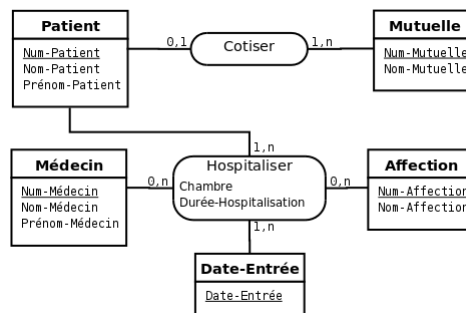 Patient
Num-Patient
Nom-Patient
Prénom-Patient
0,1
Cotiser
1,n
Mutuelle
Num-Mutuelle
Nom-Mutuelle
1,n
Médecin
Num-Médecin
Nom-Médecin
Prénom-Médecin
0,n
Hospitaliser
Chambre
Durée-Hospitalisation
0,n
Affection
Num-Affection
Nom-Affection
1,n
Date-Entrée
Date-Entrée